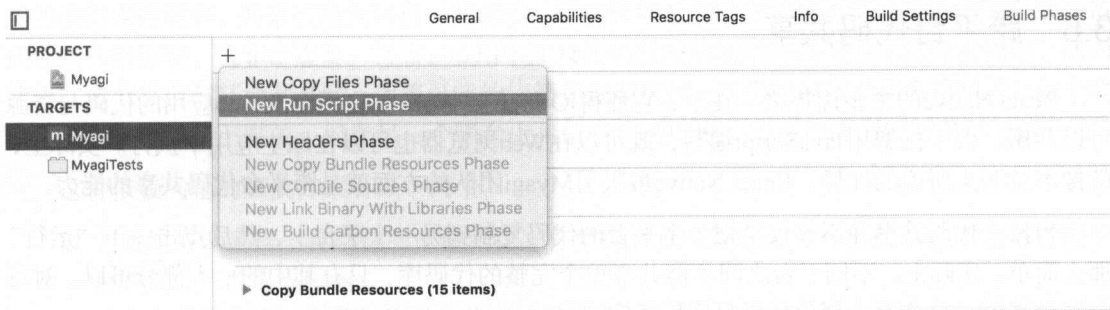 General Capabilities Resource Tags Info Build Settings Build Phases
PROJECT
Myagi
TARGETS
m Myagi
MyagiTests
+
New Copy Files Phase
New Run Script Phase
New Headers Phase
New Copy Bundle Resources Phase
New Compile Sources Phase
New Link Binary With Libraries Phase
New Build Carbon Resources Phase
Copy Bundle Resources (15 items)